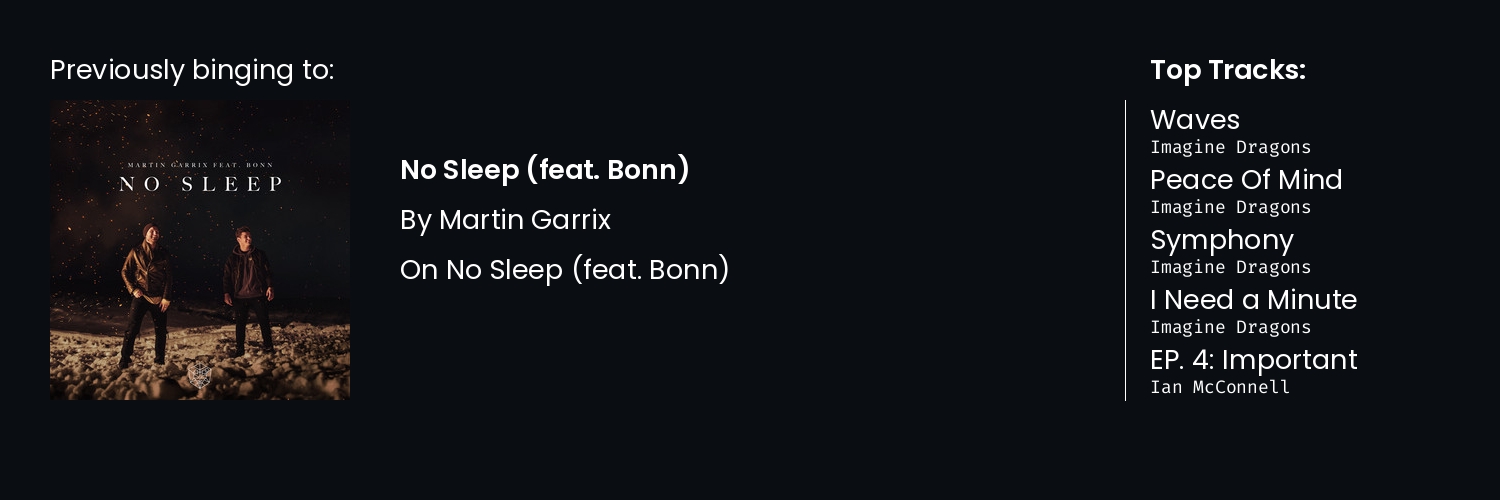 Previously binging to:
MARTIN GARRIX FEAT. BONN
NO SLEEP
No Sleep (feat. Bonn)
By Martin Garrix
On No Sleep (feat. Bonn)
Top Tracks:
Waves
Imagine Dragons
Peace Of Mind
Imagine Dragons
Symphony
Imagine Dragons
I Need a Minute
Imagine Dragons
EP. 4: Important
Ian McConnell